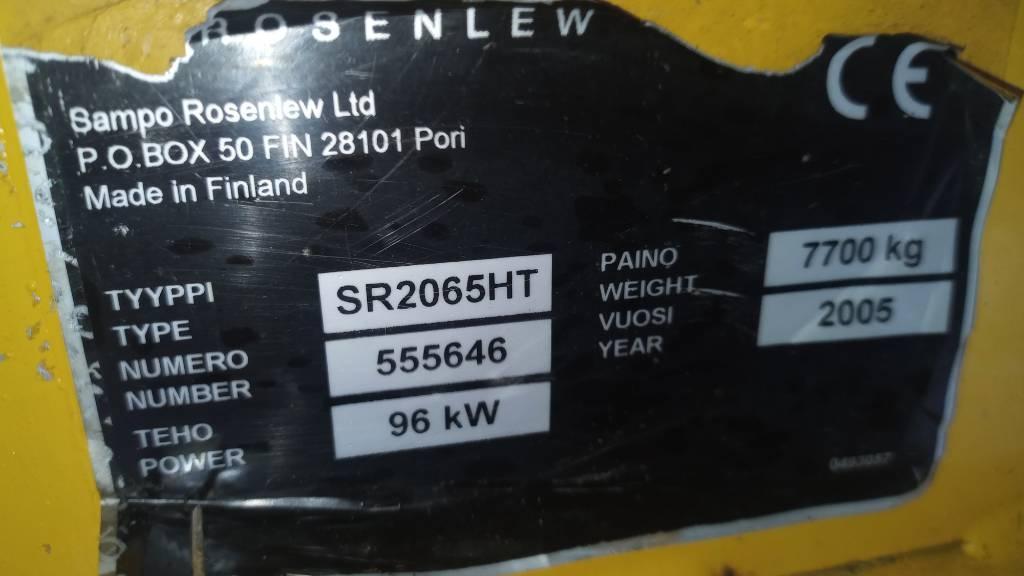 ROSENLEW
CE
Sampo Rosenlew Ltd
P.O.BOX 50 FIN 28101 Pori
Made in Finland
TYYPPI
TYPE
SR2065HT
NUMERO
NUMBER
555646
TEHO
POWER
96 kW
PAINO
WEIGHT
7700 kg
VUOSI
YEAR
2005